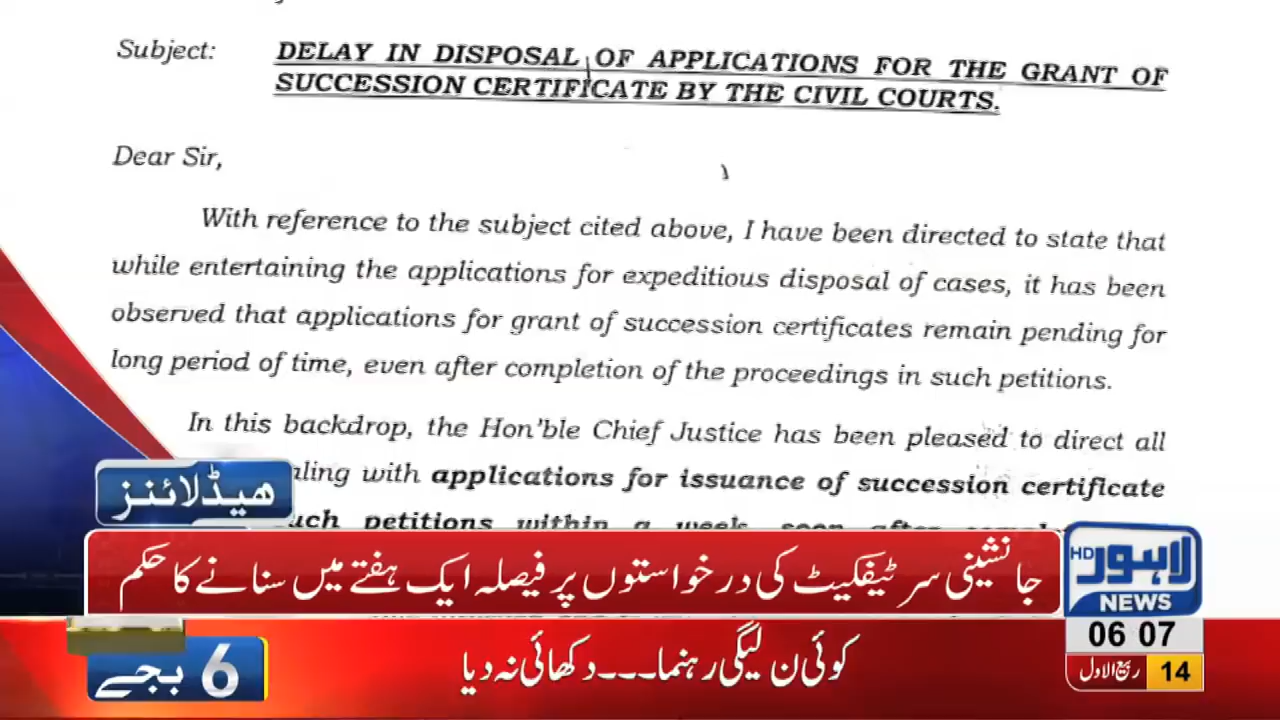 Subject: DELAY IN DISPOSAL OF APPLICATIONS FOR THE GRANT OF
SUCCESSION CERTIFICATE BY THE CIVIL COURTS.
Dear Sir,
With reference to the subject cited above, I have been directed to state that
while entertaining the applications for expeditious disposal of cases, it has been
observed that applications for grant of succession certificates remain pending for
long period of time, even after completion of the proceedings in such petitions.
In this backdrop, the Hon'ble Chief Justice has been pleased to direct all
with applications for issuance of succession certificate
petitions within a week, soon after
ھیڈلائنز
جانشینی سرٹیفکیٹ کی درخواستوں پر فیصلہ ایک ہفتے میں سنانے کا حکم
HD لاہور
NEWS
06 07
14 ربیع الاول
6 بجے
کوئی ن لیگی رہنما۔۔۔دکھائی نہ دیا